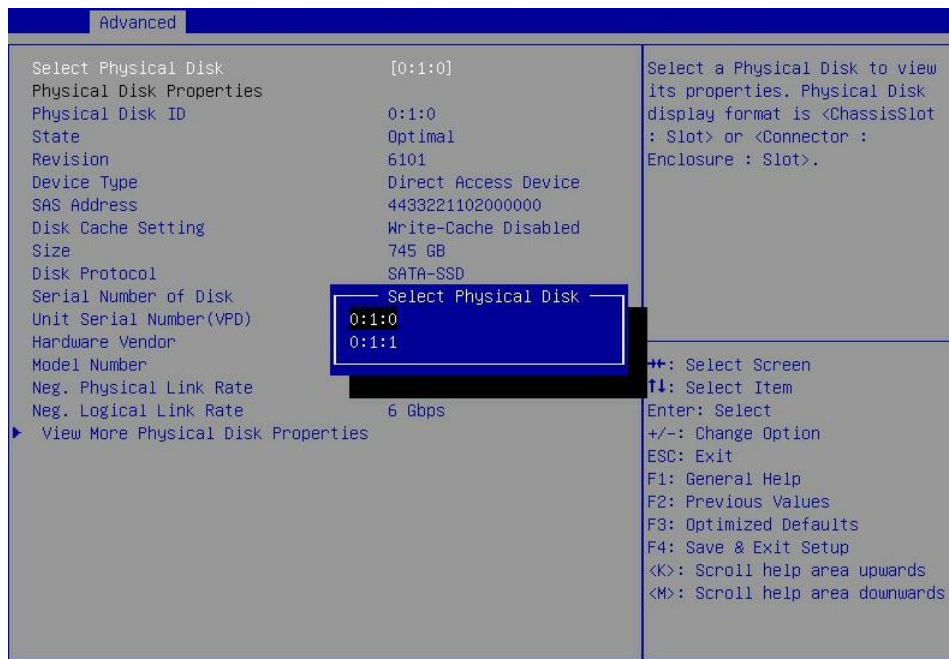 Advanced
Select Physical Disk [0:1:0]
Physical Disk Properties
Physical Disk ID 0:1:0
State Optimal
Revision 6101
Device Type Direct Access Device
SAS Address 4433221102000000
Disk Cache Setting Write-Cache Disabled
Size 745 GB
Disk Protocol SATA-SSD
Serial Number of Disk
Unit Serial Number(VPD)
Hardware Vendor
Model Number
Neg. Physical Link Rate
Neg. Logical Link Rate 6 Gbps
View More Physical Disk Properties
Select Physical Disk
0:1:0
0:1:1
Select a Physical Disk to view
its properties. Physical Disk
display format is <ChassisSlot
: Slot> or <Connector :
Enclosure : Slot>.
→←: Select Screen
↑↓: Select Item
Enter: Select
+/-: Change Option
ESC: Exit
F1: General Help
F2: Previous Values
F3: Optimized Defaults
F4: Save & Exit Setup
<K>: Scroll help area upwards
<M>: Scroll help area downwards